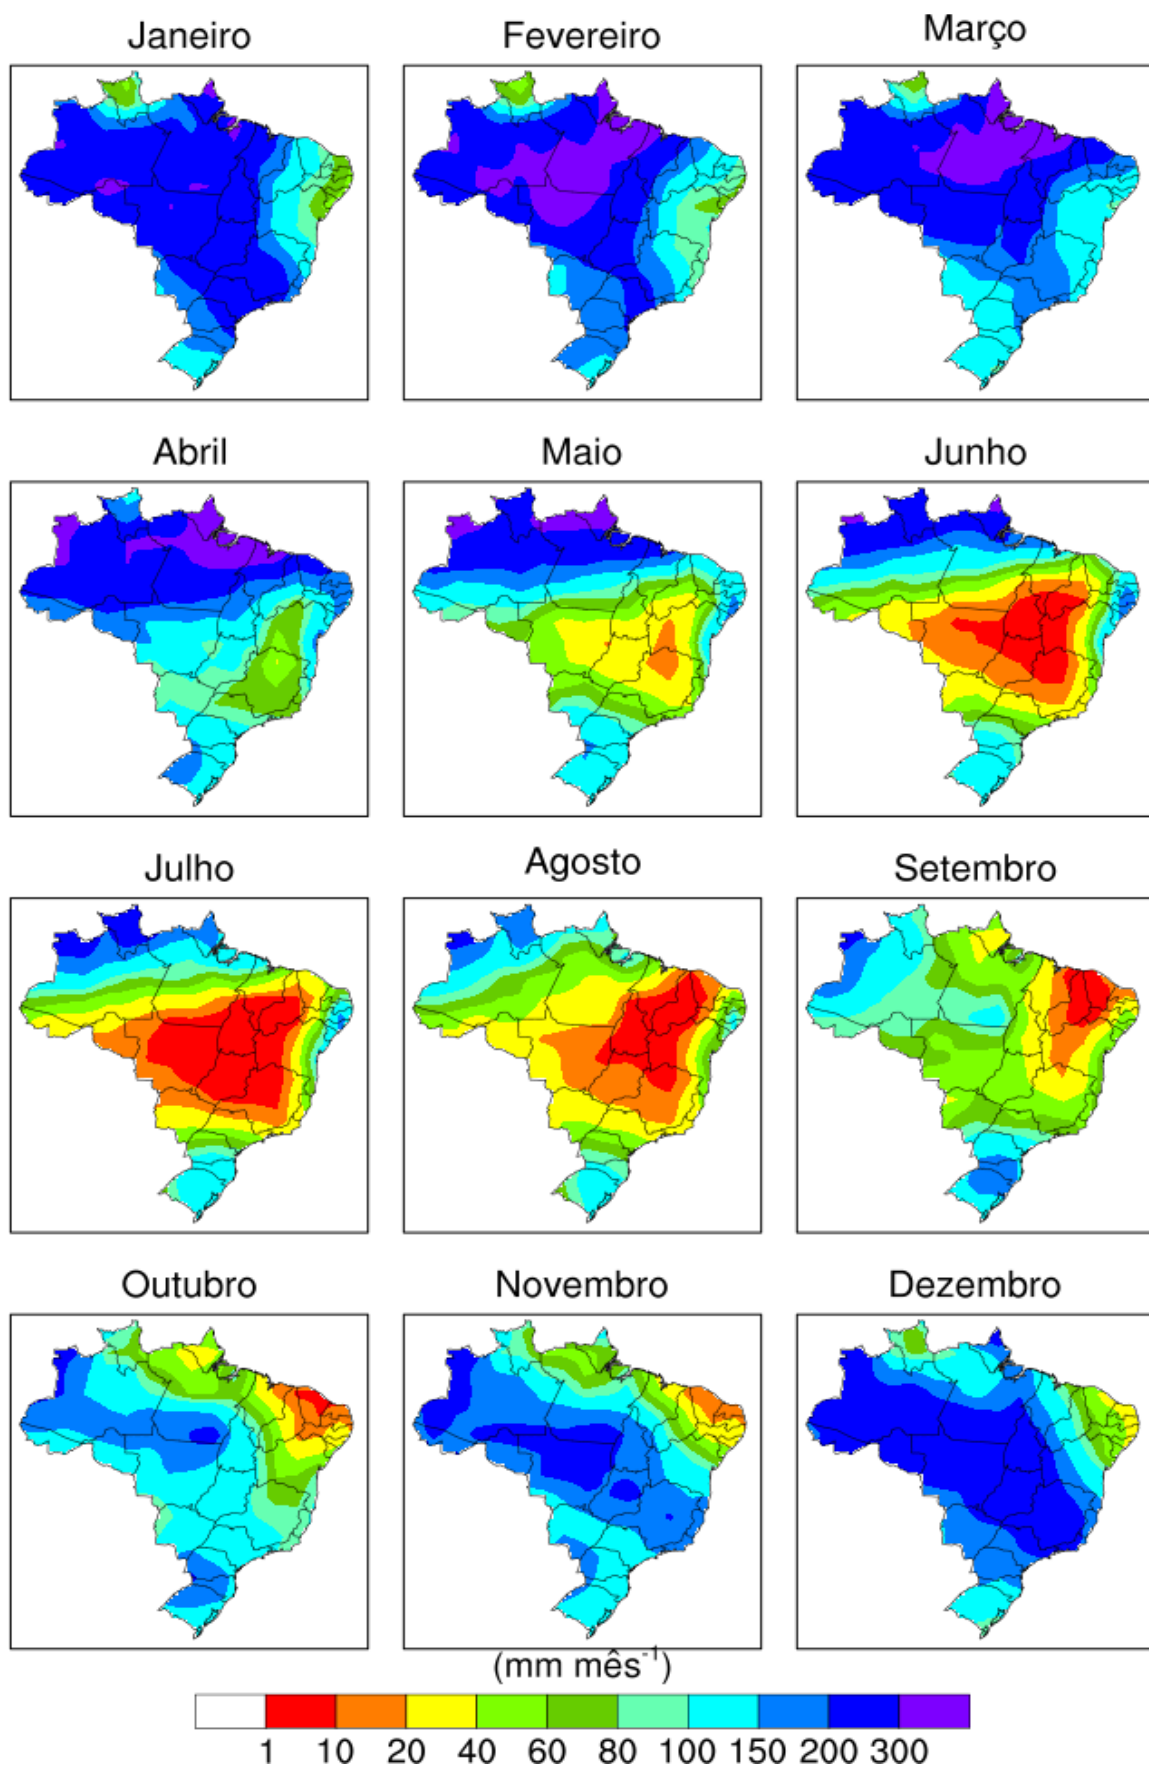 Janeiro Fevereiro Março
Abril Maio Junho
Julho Agosto Setembro
Outubro Novembro Dezembro
(mm mês⁻¹)
1 10 20 40 60 80 100 150 200 300